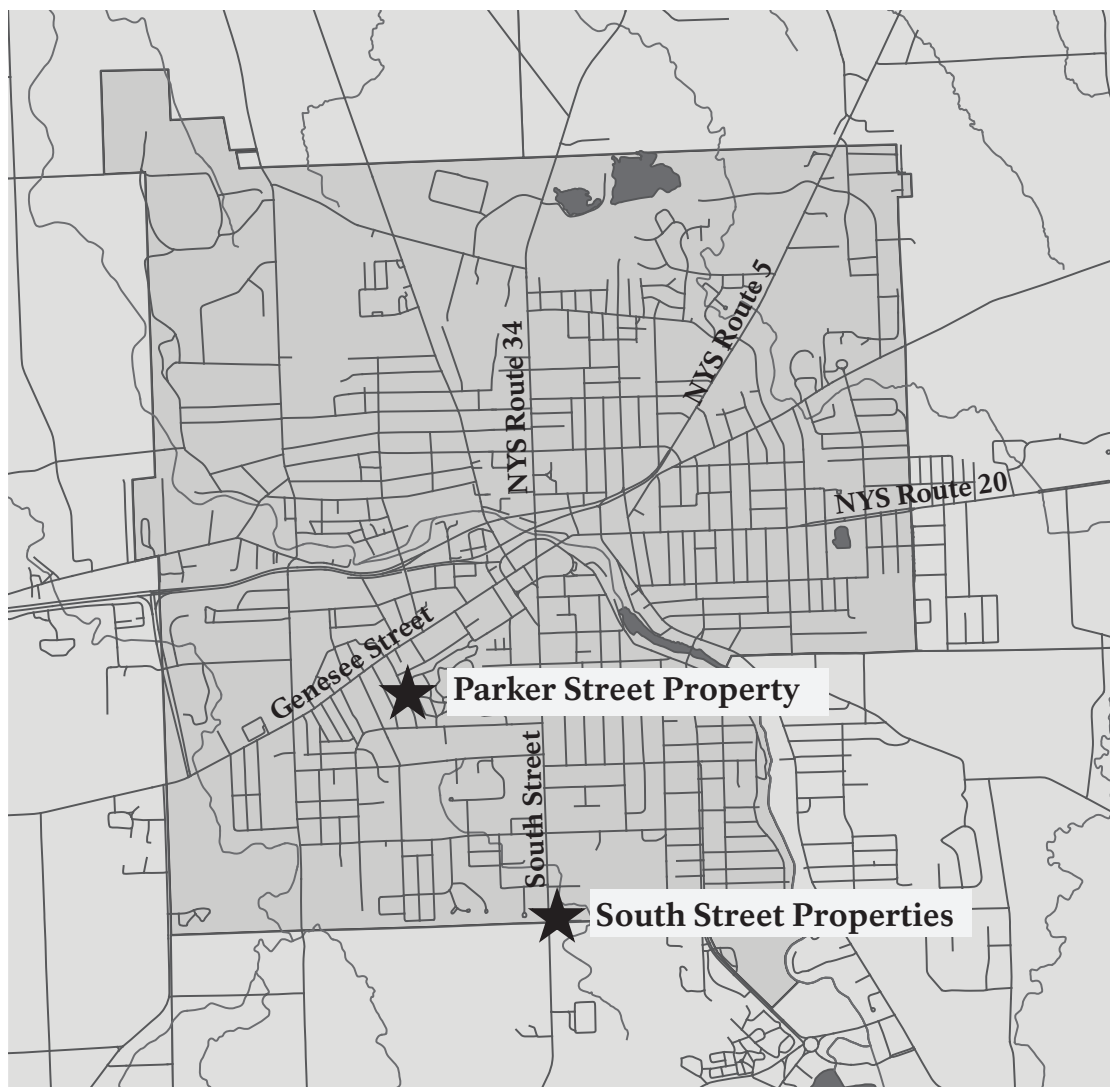 NYS Route 5
NYS Route 34
NYS Route 20
Genesee Street
Parker Street Property
South Street
South Street Properties